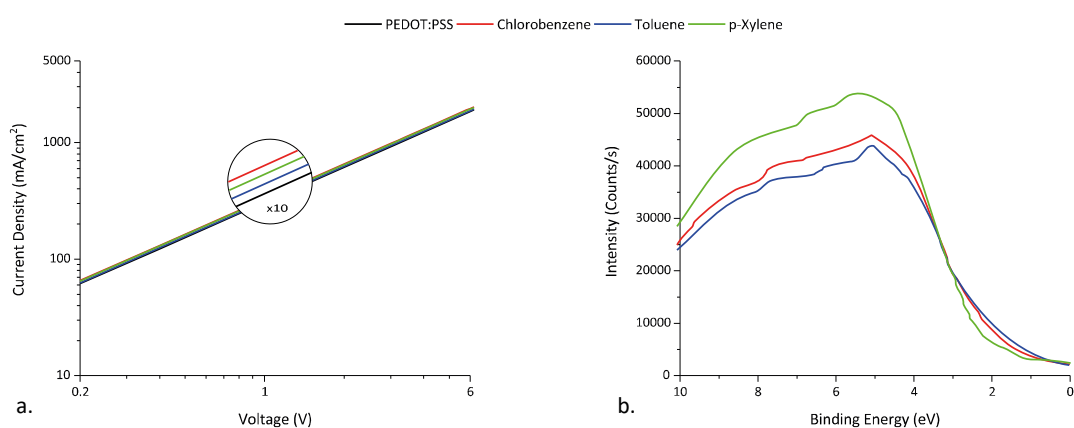 PEDOT:PSS Chlorobenzene Toluene p-Xylene
5000
1000
100
10
Current Density (mA/cm²)
x10
0.2 1 6
Voltage (V)
a.
60000
50000
40000
30000
20000
10000
0
Intensity (Counts/s)
10 8 6 4 2 0
Binding Energy (eV)
b.